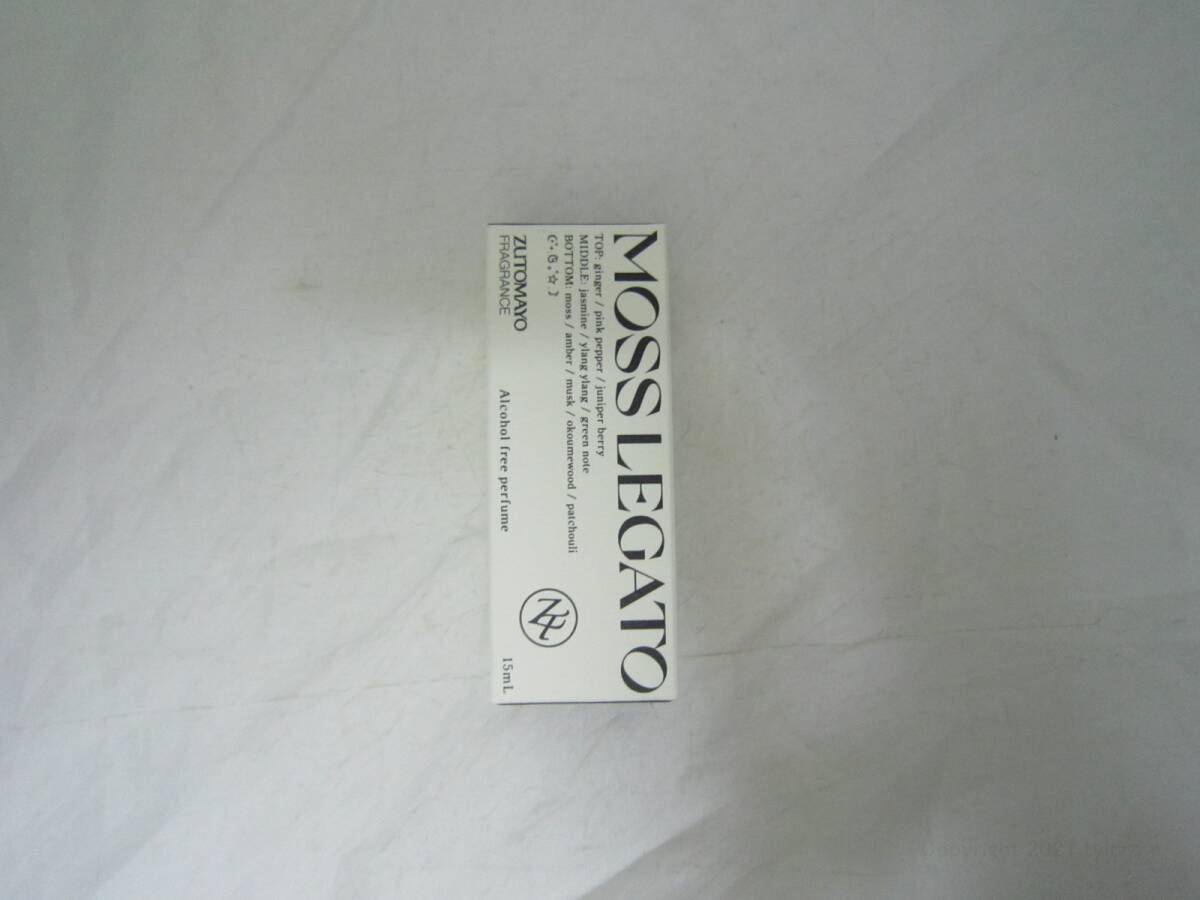 MOSS LEGATO
TOP: ginger / pink pepper / juniper berry
MIDDLE: jasmine / ylang ylang / green note
BOTTOM: moss / amber / musk / okoumewood / patchouli
ZUTOMAYO
FRAGRANCE
Alcohol free perfume
15mL